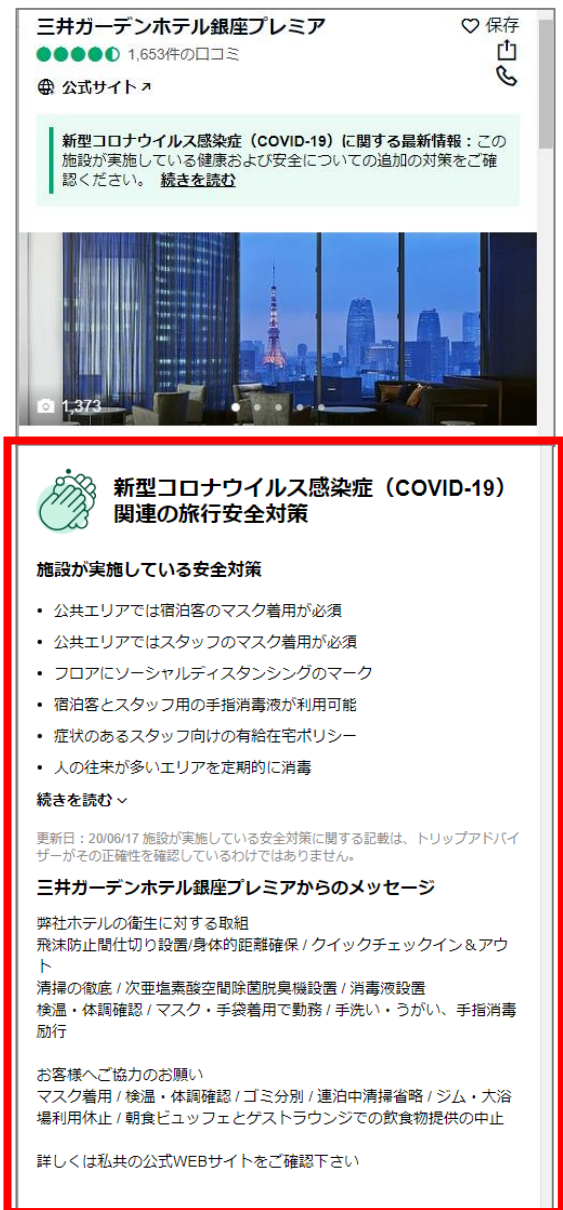 三井ガーデンホテル銀座プレミア
保存
1,653件の口コミ
公式サイト
新型コロナウイルス感染症（COVID-19）に関する最新情報：この
施設が実施している健康および安全についての追加の対策をご確
認ください。 続きを読む
1,373
新型コロナウイルス感染症（COVID-19）
関連の旅行安全対策
施設が実施している安全対策
• 公共エリアでは宿泊客のマスク着用が必須
• 公共エリアではスタッフのマスク着用が必須
• フロアにソーシャルディスタンシングのマーク
• 宿泊客とスタッフ用の手指消毒液が利用可能
• 症状のあるスタッフ向けの有給在宅ポリシー
• 人の往来が多いエリアを定期的に消毒
続きを読む
更新日：20/06/17 施設が実施している安全対策に関する記載は、トリップアドバイ
ザーがその正確性を確認しているわけではありません。
三井ガーデンホテル銀座プレミアからのメッセージ
弊社ホテルの衛生に対する取組
飛沫防止間仕切り設置/身体的距離確保 / クイックチェックイン＆アウ
ト
清掃の徹底 / 次亜塩素酸空間除菌脱臭機設置 / 消毒液設置
検温・体調確認 / マスク・手袋着用で勤務 / 手洗い・うがい、手指消毒
励行
お客様へご協力のお願い
マスク着用 / 検温・体調確認 / ゴミ分別 / 連泊中清掃省略 / ジム・大浴
場利用休止 / 朝食ビュッフェとゲストラウンジでの飲食物提供の中止
詳しくは私共の公式WEBサイトをご確認下さい